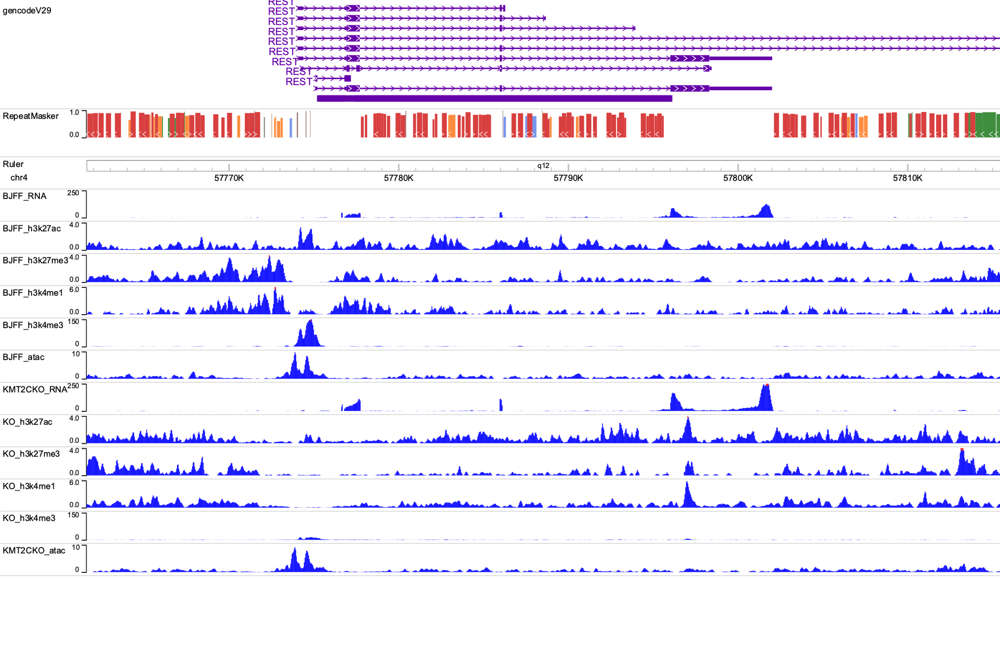 REST
gencodeV29
REST
REST
REST
REST
REST
REST
REST
REST
RepeatMasker 1.0
0.0
Ruler
q12
chr4
57770K 57780K 57790K 57800K 57810K
BJFF_RNA 250
0
BJFF_h3k27ac 4.0
0.0
BJFF_h3k27me3 4.0
0.0
BJFF_h3k4me1 6.0
0.0
BJFF_h3k4me3 150
0
BJFF_atac 10
0
KMT2CKO_RNA 250
0
KO_h3k27ac 4.0
0.0
KO_h3k27me3 4.0
0.0
KO_h3k4me1 6.0
0.0
KO_h3k4me3 150
0
KMT2CKO_atac 10
0